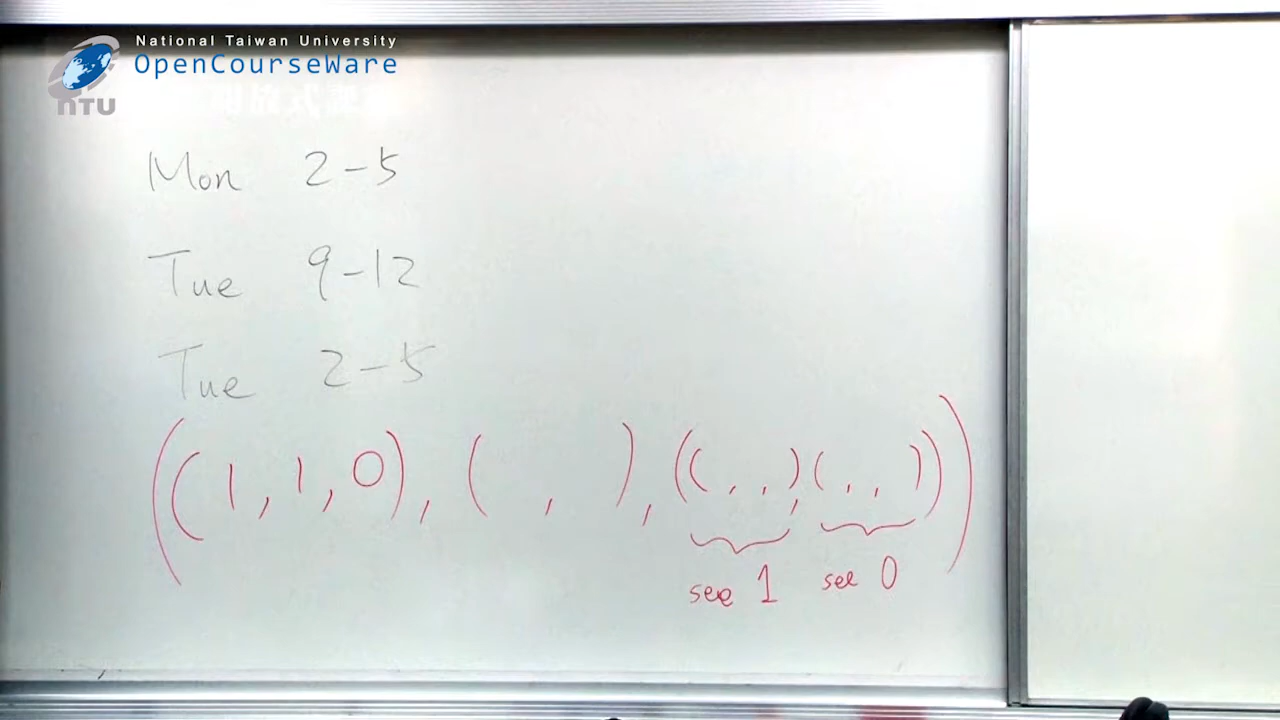 National Taiwan University
OpenCourseWare
NTU
Mon 2-5
Tue 9-12
Tue 2-5
((1,1,0),( , ),(( , , ),( , , )))
see 1 see 0